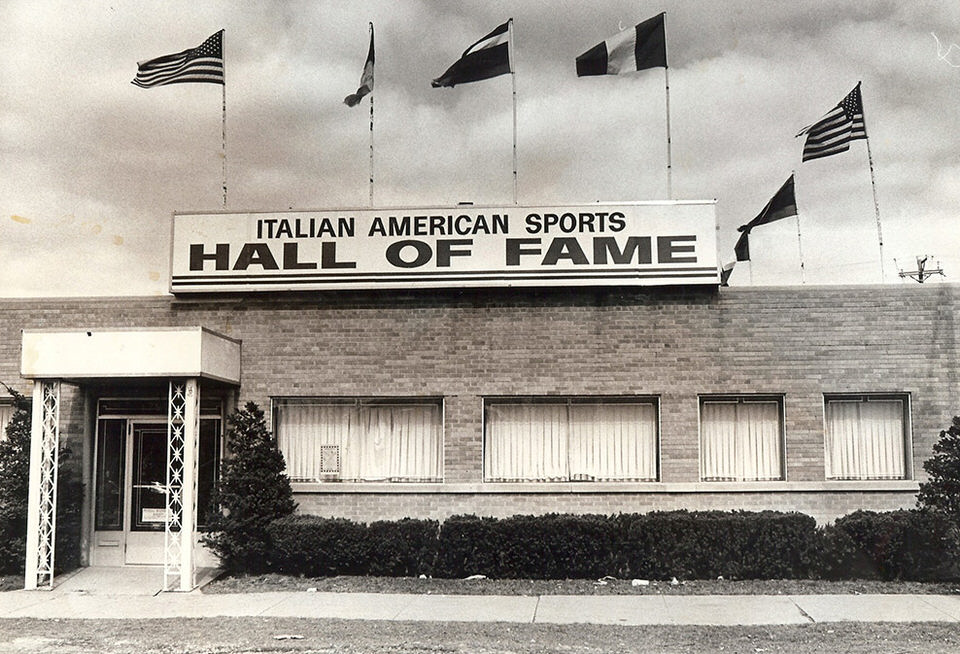 ITALIAN AMERICAN SPORTS
HALL OF FAME